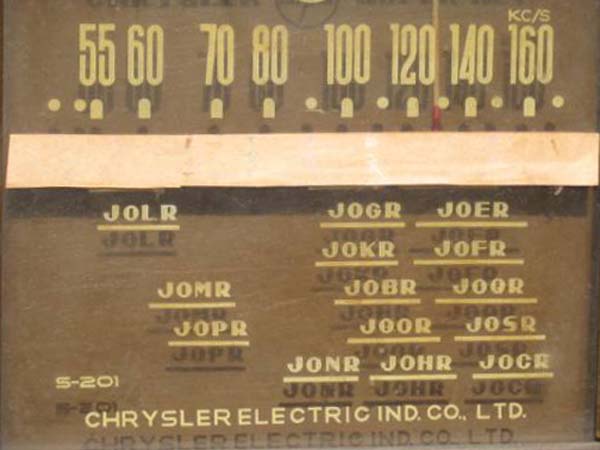 KC/S
55 60 70 80 100 120 140 160
JOLR JOGR JOER
JOKR JOFR
JOMR JOBR JOQR
JOPR JOOR JOSR
JONR JOHR JOCR
S-201
CHRYSLER ELECTRIC IND. CO., LTD.